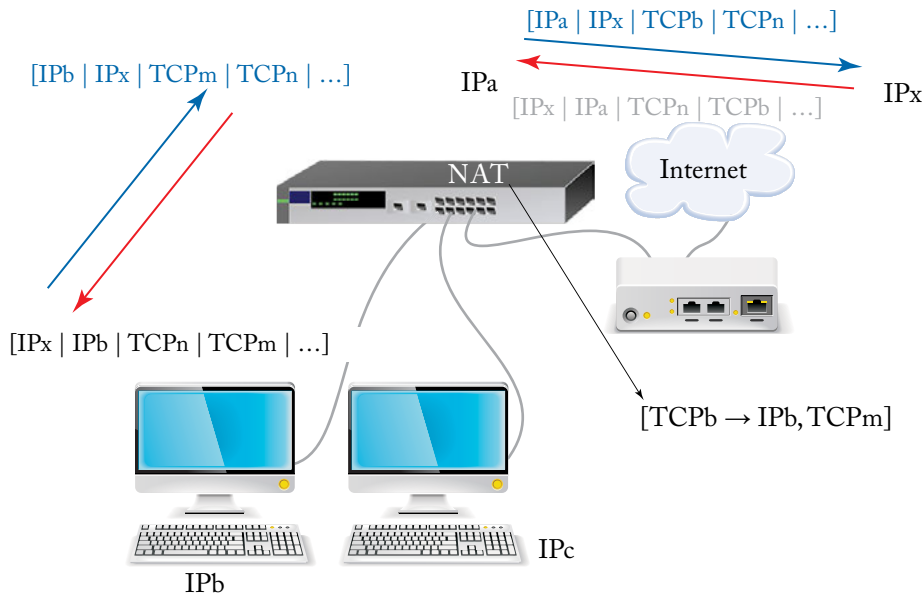 [IPa | IPx | TCPb | TCPn | …]
[IPb | IPx | TCPm | TCPn | …]
IPa
IPx
[IPx | IPa | TCPn | TCPb | …]
NAT
Internet
[IPx | IPb | TCPn | TCPm | …]
[TCPb → IPb, TCPm]
IPc
IPb